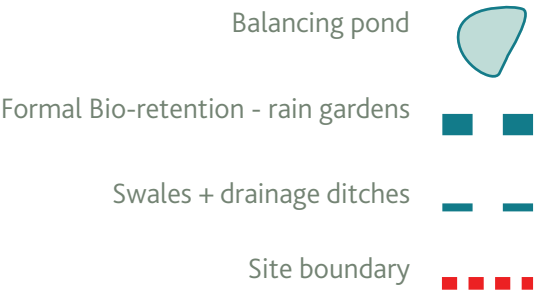 Balancing pond
Formal Bio-retention - rain gardens
Swales + drainage ditches
Site boundary